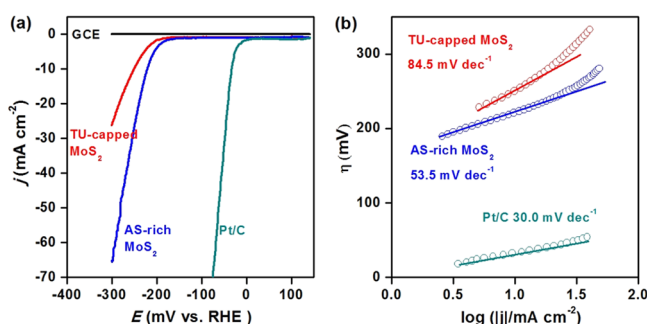 (a)
GCE
0
-10
-20
-30
-40
-50
-60
-70
j (mA cm⁻²)
TU-capped
MoS₂
AS-rich
MoS₂
Pt/C
-400 -300 -200 -100 0 100
E (mV vs. RHE )
(b)
300
200
100
0
η (mV)
TU-capped MoS₂
84.5 mV dec⁻¹
AS-rich MoS₂
53.5 mV dec⁻¹
Pt/C 30.0 mV dec⁻¹
0.0 0.5 1.0 1.5 2.0
log (|j|/mA cm⁻²)